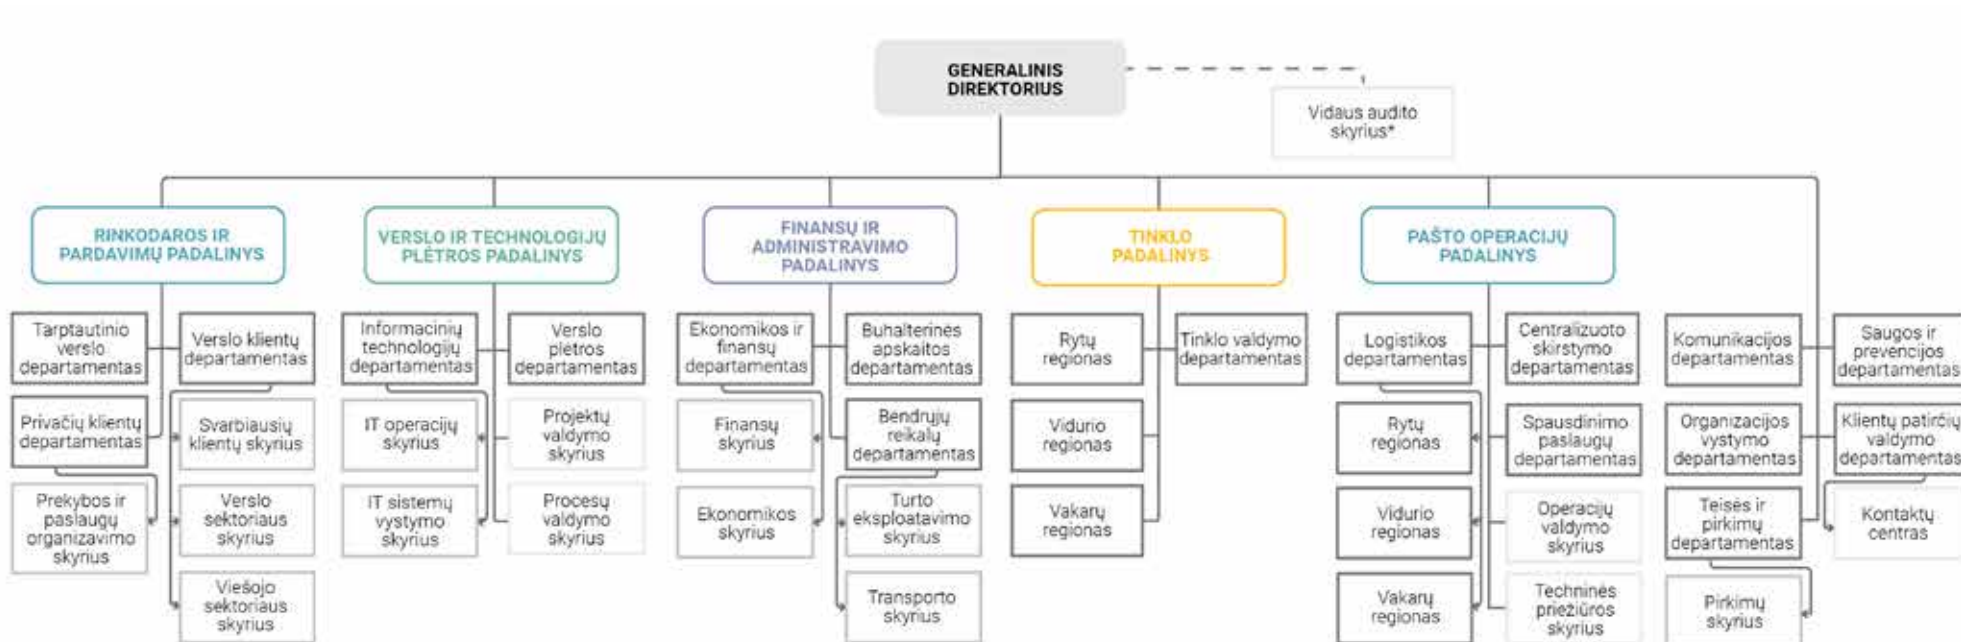 GENERALINIS
DIREKTORIUS
Vidaus audito
skyrius*
RINKODAROS IR
PARDAVIMŲ PADALINYS
VERSLO IR TECHNOLOGIJŲ
PLĖTROS PADALINYS
FINANSŲ IR
ADMINISTRAVIMO
PADALINYS
TINKLO
PADALINYS
PAŠTO OPERACIJŲ
PADALINYS
Tarptautinio
verslo
departamentas
Verslo klientų
departamentas
Privačių klientų
departamentas
Svarbiausių
klientų skyrius
Prekybos ir
paslaugų
organizavimo
skyrius
Verslo
sektoriaus
skyrius
Viešojo
sektoriaus
skyrius
Informacinių
technologijų
departamentas
Verslo
plėtros
departamentas
IT operacijų
skyrius
Projektų
valdymo
skyrius
IT sistemų
vystymo
skyrius
Procesų
valdymo
skyrius
Ekonomikos ir
finansų
departamentas
Buhalterinės
apskaitos
departamentas
Finansų
skyrius
Bendrųjų
reikalų
departamentas
Ekonomikos
skyrius
Turto
eksploatavimo
skyrius
Transporto
skyrius
Rytų
regionas
Tinklo valdymo
departamentas
Vidurio
regionas
Vakarų
regionas
Logistikos
departamentas
Centralizuoto
skirstymo
departamentas
Rytų
regionas
Spausdinimo
paslaugų
departamentas
Vidurio
regionas
Operacijų
valdymo
skyrius
Vakarų
regionas
Techninės
priežiūros
skyrius
Komunikacijos
departamentas
Saugos ir
prevencijos
departamentas
Organizacijos
vystymo
departamentas
Klientų patirčių
valdymo
departamentas
Teisės ir
pirkimų
departamentas
Kontaktų
centras
Pirkimų
skyrius